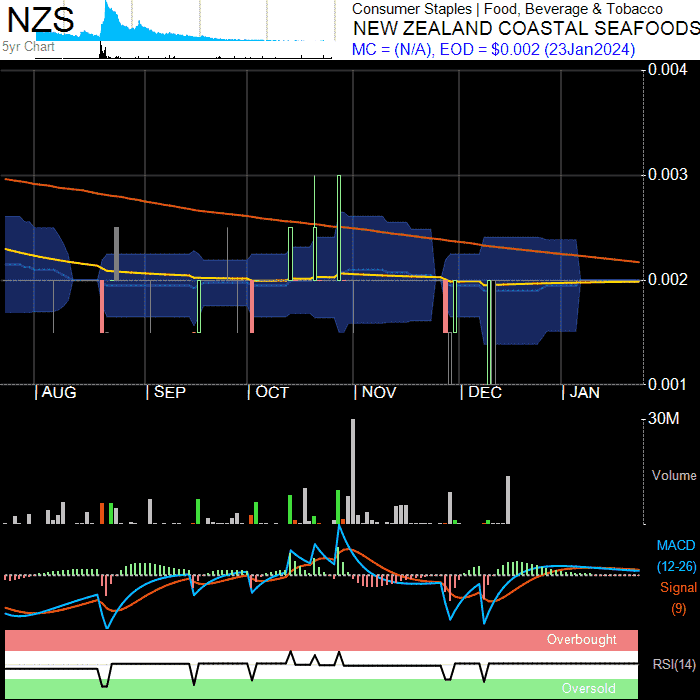 NZS
5yr Chart
Consumer Staples | Food, Beverage & Tobacco
NEW ZEALAND COASTAL SEAFOODS
MC = (N/A), EOD = $0.002 (23Jan2024)
0.004
0.003
0.002
0.001
| AUG | SEP | OCT | NOV | DEC | JAN
30M
Volume
MACD
(12-26)
Signal
(9)
Overbought
RSI(14)
Oversold